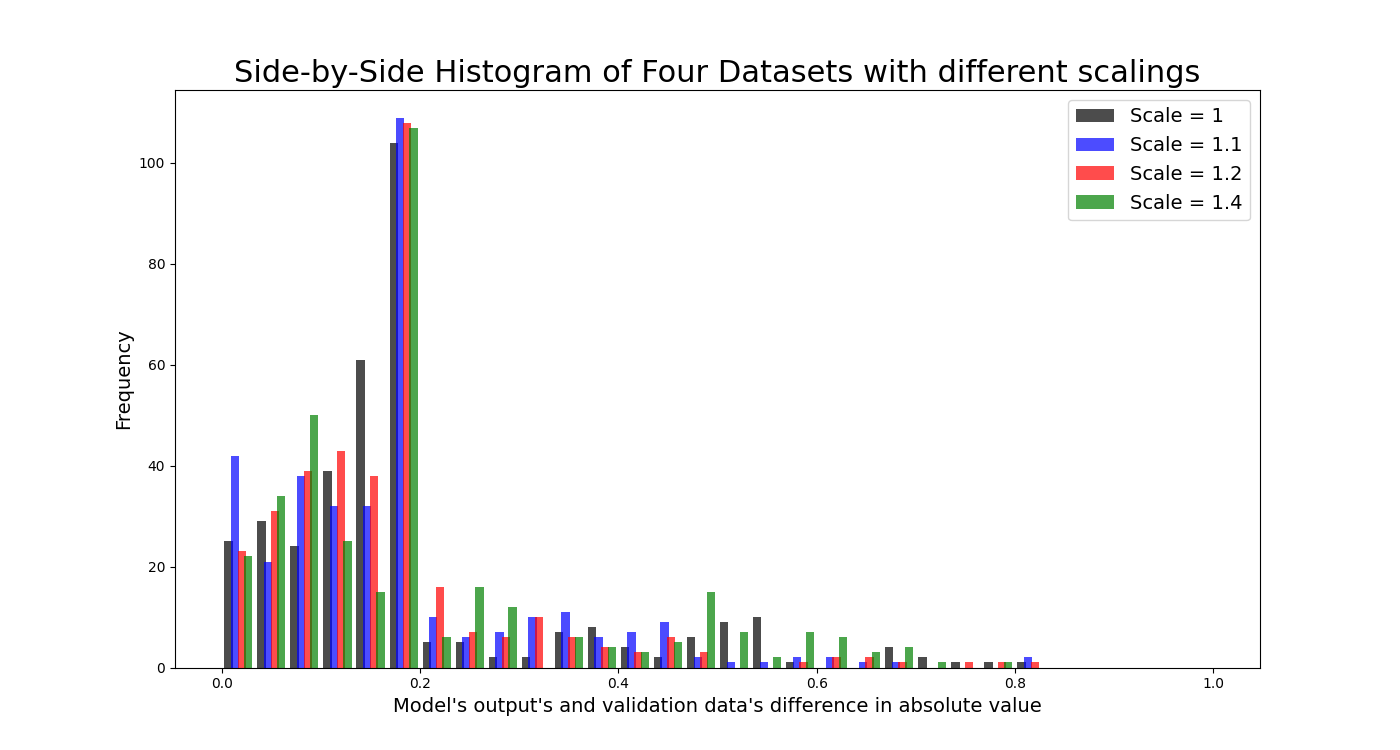 Side-by-Side Histogram of Four Datasets with different scalings
Scale = 1
Scale = 1.1
Scale = 1.2
Scale = 1.4
Frequency
100
80
60
40
20
0
0.0 0.2 0.4 0.6 0.8 1.0
Model's output's and validation data's difference in absolute value